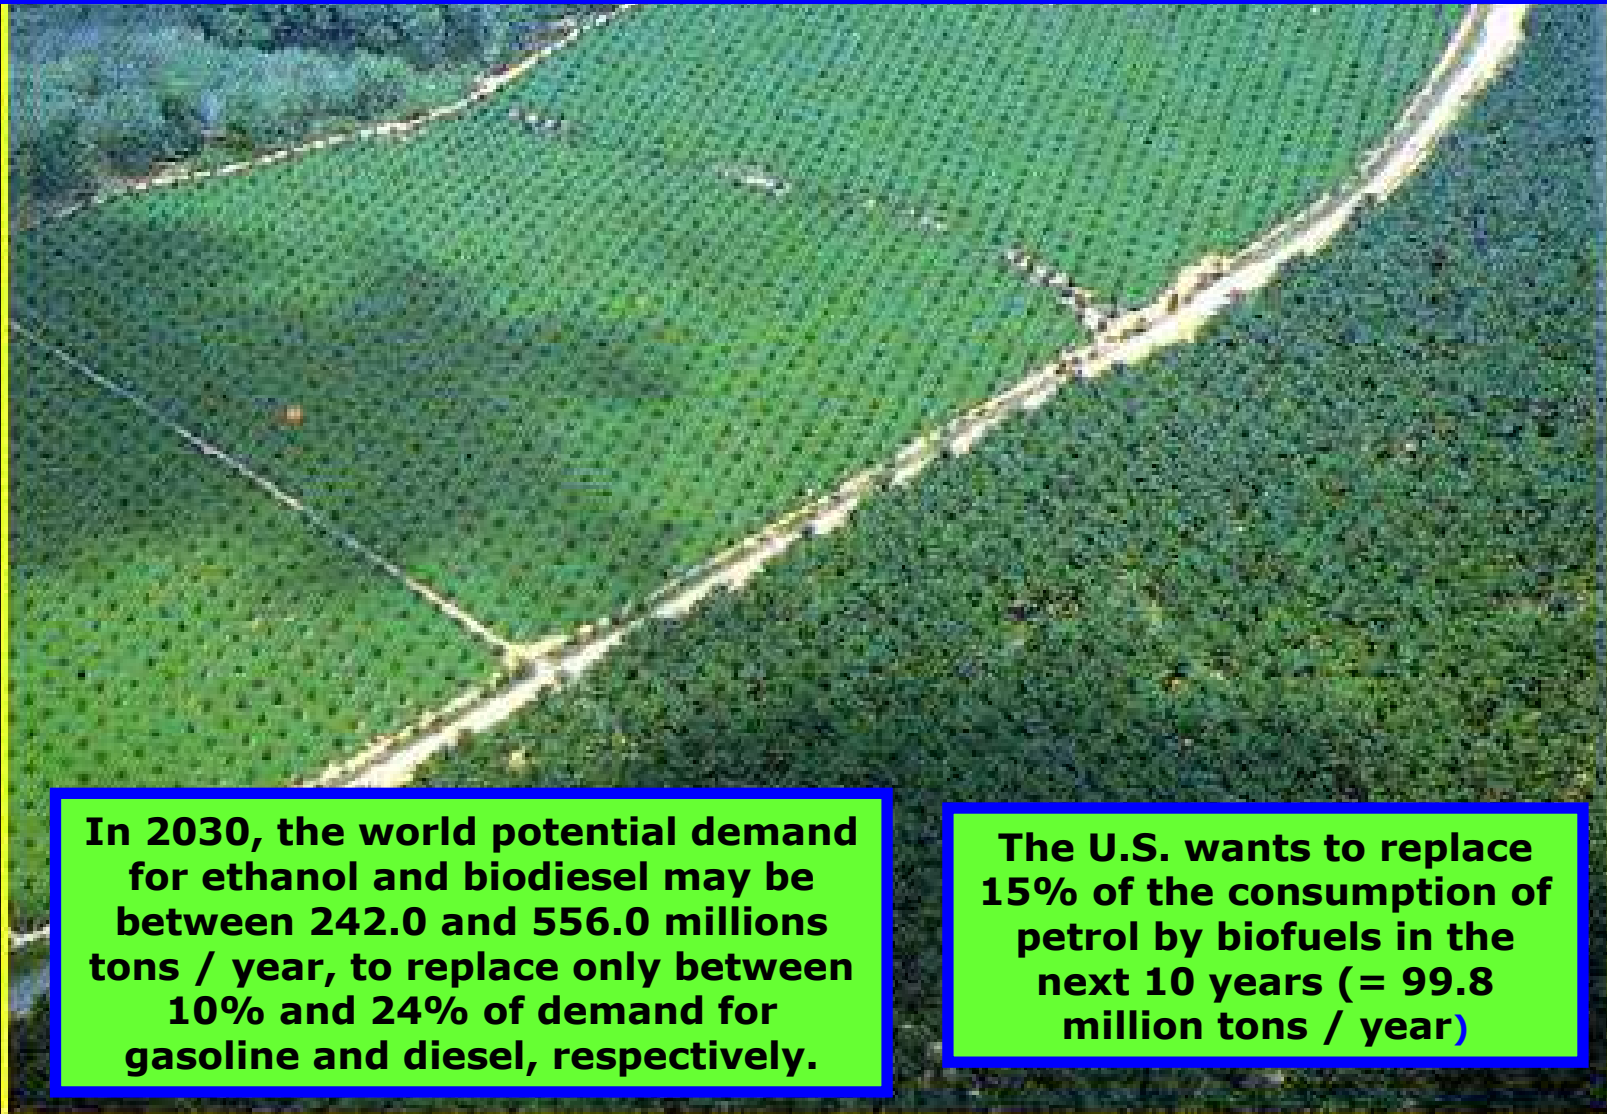 In 2030, the world potential demand
for ethanol and biodiesel may be
between 242.0 and 556.0 millions
tons / year, to replace only between
10% and 24% of demand for
gasoline and diesel, respectively.
The U.S. wants to replace
15% of the consumption of
petrol by biofuels in the
next 10 years (= 99.8
million tons / year)